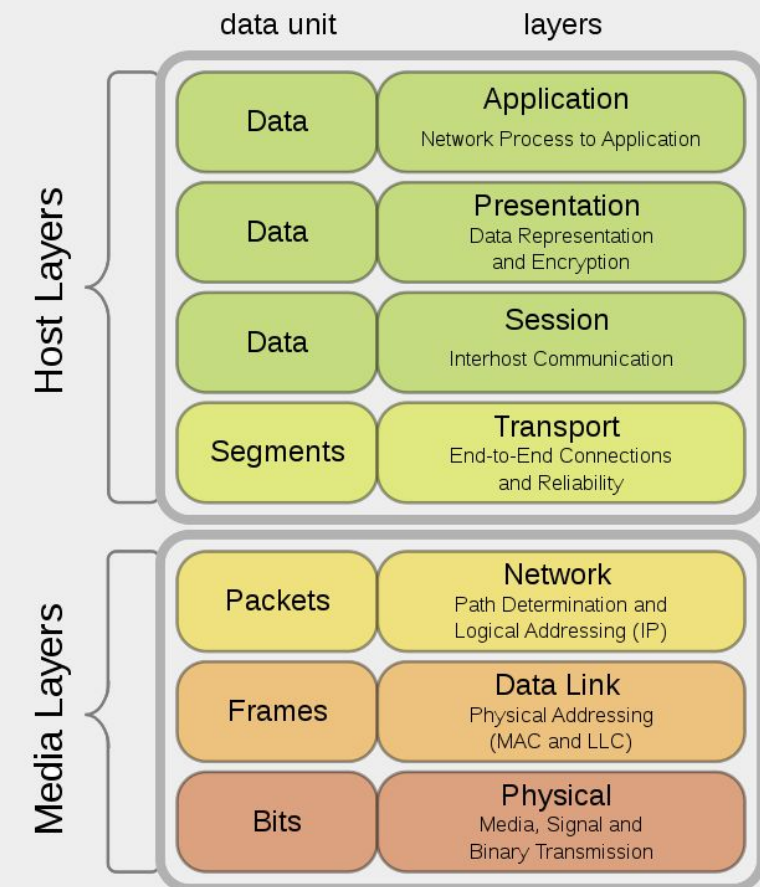 data unit layers
Host Layers
Data
Application
Network Process to Application
Data
Presentation
Data Representation
and Encryption
Data
Session
Interhost Communication
Segments
Transport
End-to-End Connections
and Reliability
Media Layers
Packets
Network
Path Determination and
Logical Addressing (IP)
Frames
Data Link
Physical Addressing
(MAC and LLC)
Bits
Physical
Media, Signal and
Binary Transmission